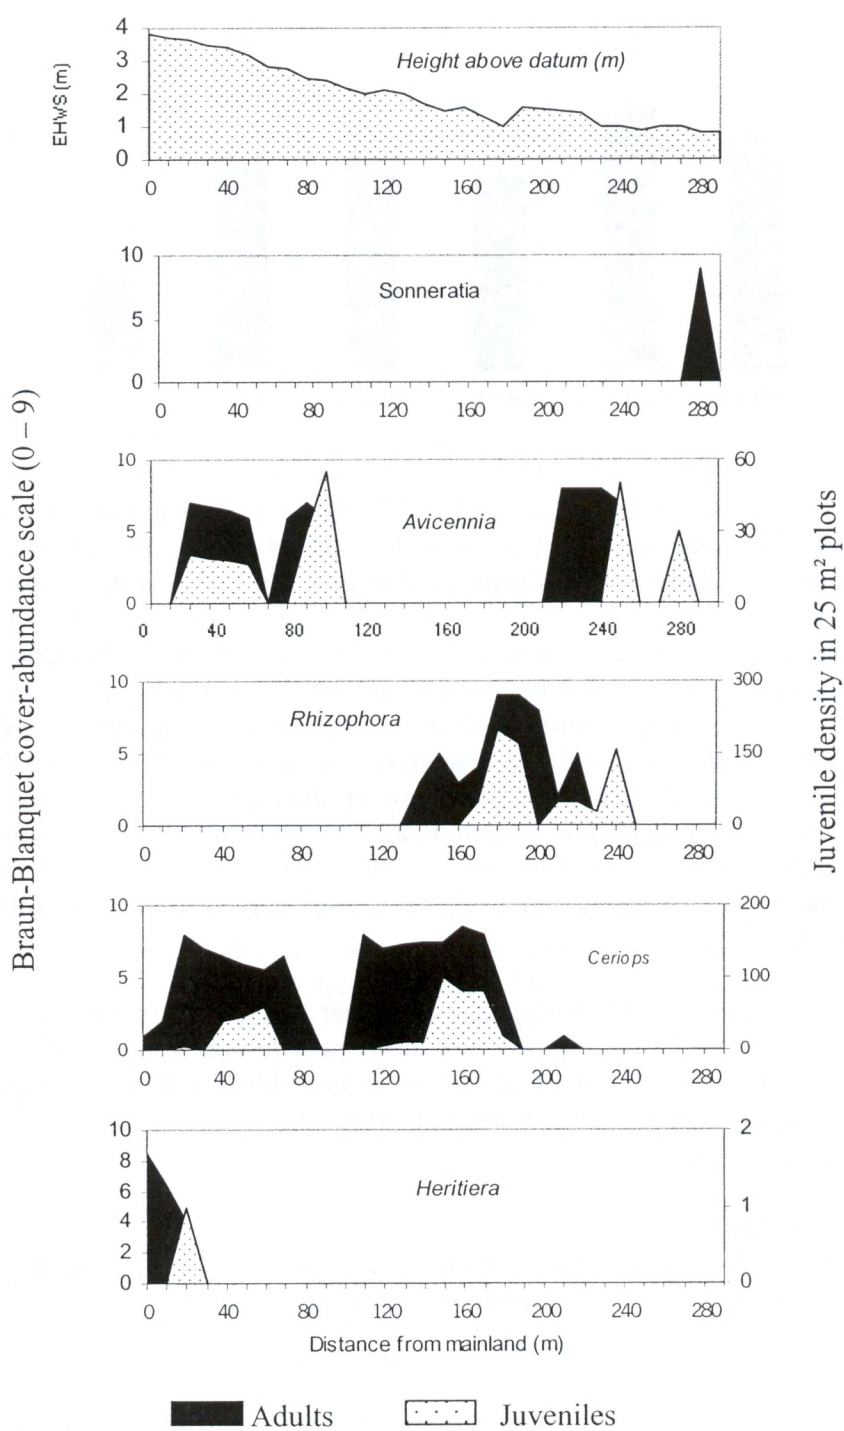 Height above datum (m)
EHWS (m)
4
3
2
1
0
0 40 80 120 160 200 240 280
Sonneratia
10
5
0
0 40 80 120 160 200 240 280
Braun-Blanquet cover-abundance scale (0 – 9)
Juvenile density in 25 m² plots
Avicennia
10 60
5 30
0 0
0 40 80 120 160 200 240 280
Rhizophora
10 300
5 150
0 0
0 40 80 120 160 200 240 280
Ceriops
10 200
5 100
0 0
0 40 80 120 160 200 240 280
Heritiera
10 2
8
6
4 1
2
0 0
0 40 80 120 160 200 240 280
Distance from mainland (m)
Adults Juveniles